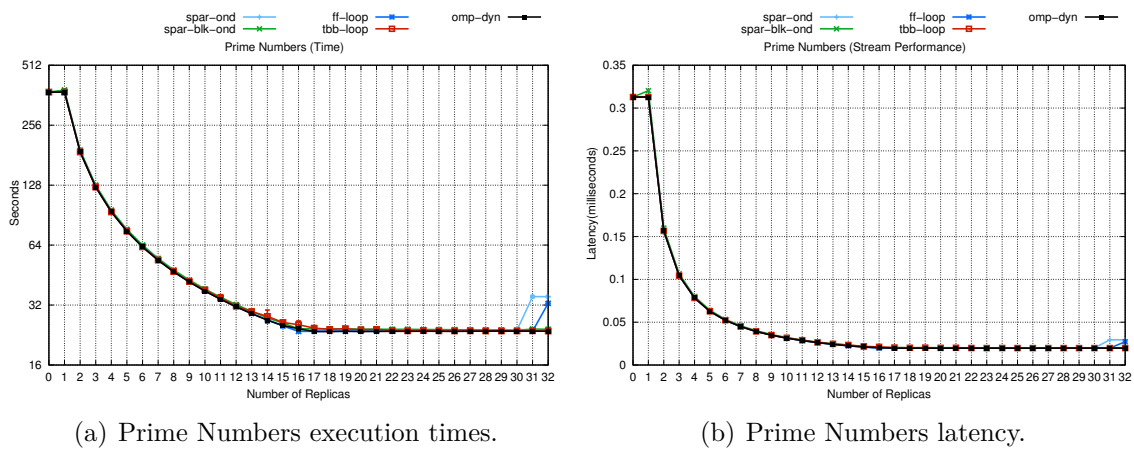 spar-ond ff-loop omp-dyn
spar-blk-ond tbb-loop
Prime Numbers (Time)
512
256
128
64
32
16
Seconds
0 1 2 3 4 5 6 7 8 9 10 11 12 13 14 15 16 17 18 19 20 21 22 23 24 25 26 27 28 29 30 31 32
Number of Replicas
(a) Prime Numbers execution times.
spar-ond ff-loop omp-dyn
spar-blk-ond tbb-loop
Prime Numbers (Stream Performance)
0.35
0.3
0.25
0.2
0.15
0.1
0.05
0
Latency(milliseconds)
0 1 2 3 4 5 6 7 8 9 10 11 12 13 14 15 16 17 18 19 20 21 22 23 24 25 26 27 28 29 30 31 32
Number of Replicas
(b) Prime Numbers latency.